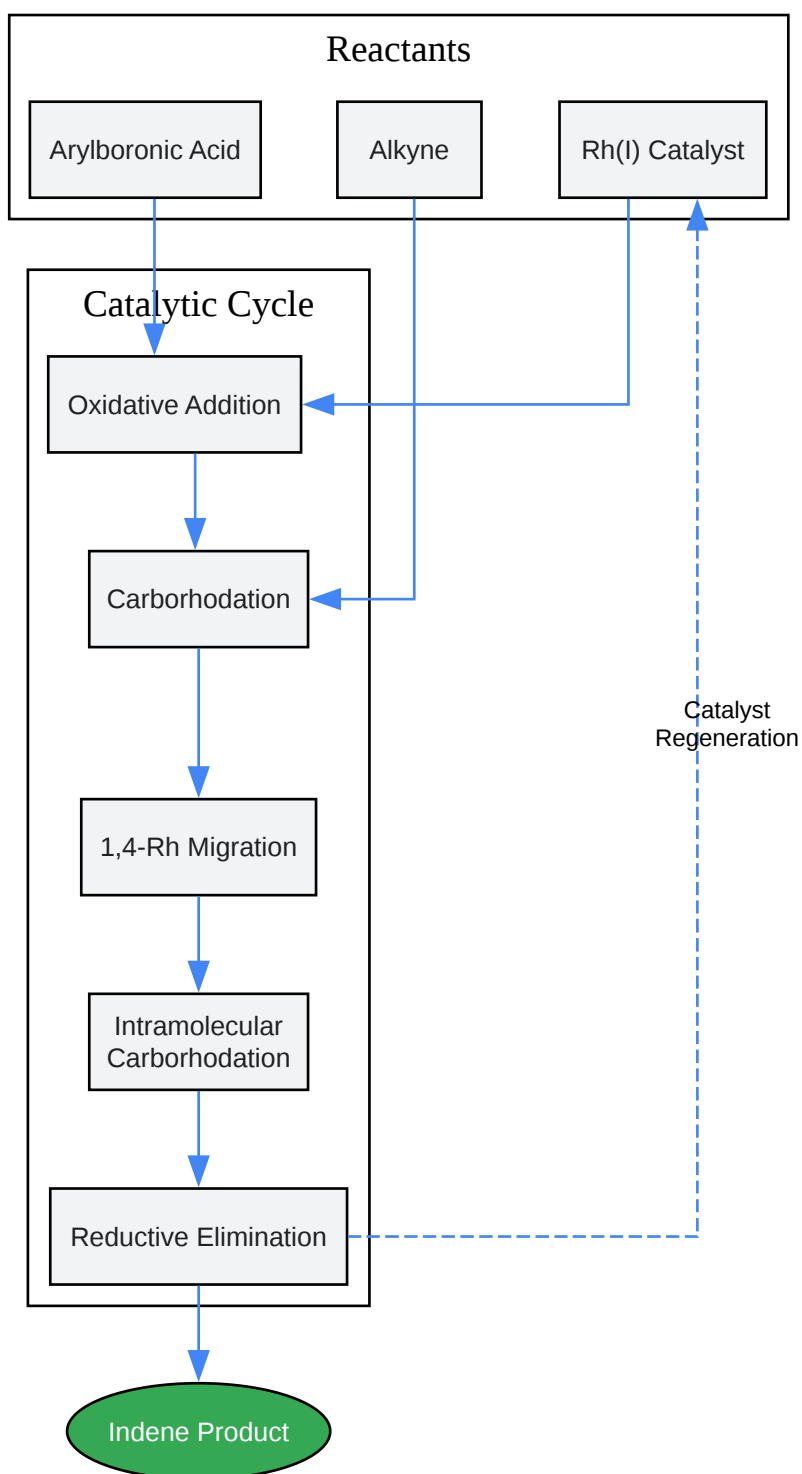 Reactants
Arylboronic Acid
Alkyne
Rh(I) Catalyst
Catalytic Cycle
Oxidative Addition
Carborhodation
Catalyst
Regeneration
1,4-Rh Migration
Intramolecular
Carborhodation
Reductive Elimination
Indene Product